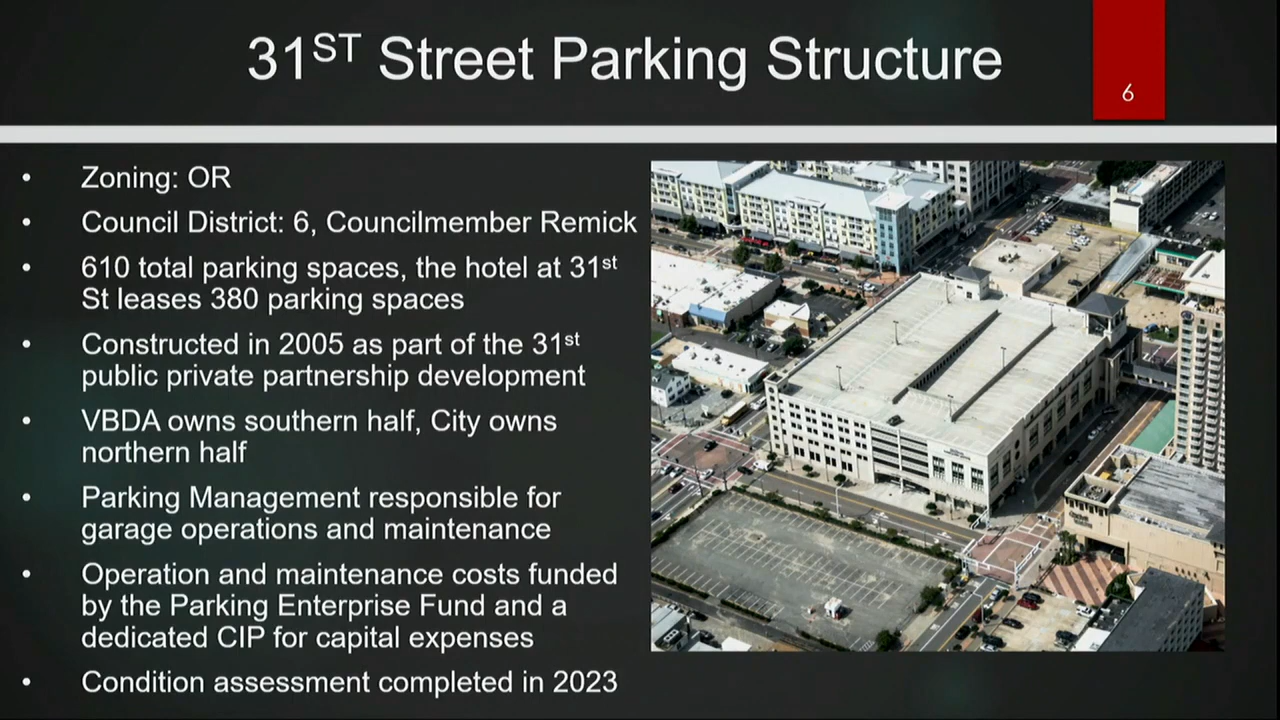 31ST Street Parking Structure
6
• Zoning: OR
• Council District: 6, Councilmember Remick
• 610 total parking spaces, the hotel at 31st
St leases 380 parking spaces
• Constructed in 2005 as part of the 31st
public private partnership development
• VBDA owns southern half, City owns
northern half
• Parking Management responsible for
garage operations and maintenance
• Operation and maintenance costs funded
by the Parking Enterprise Fund and a
dedicated CIP for capital expenses
• Condition assessment completed in 2023